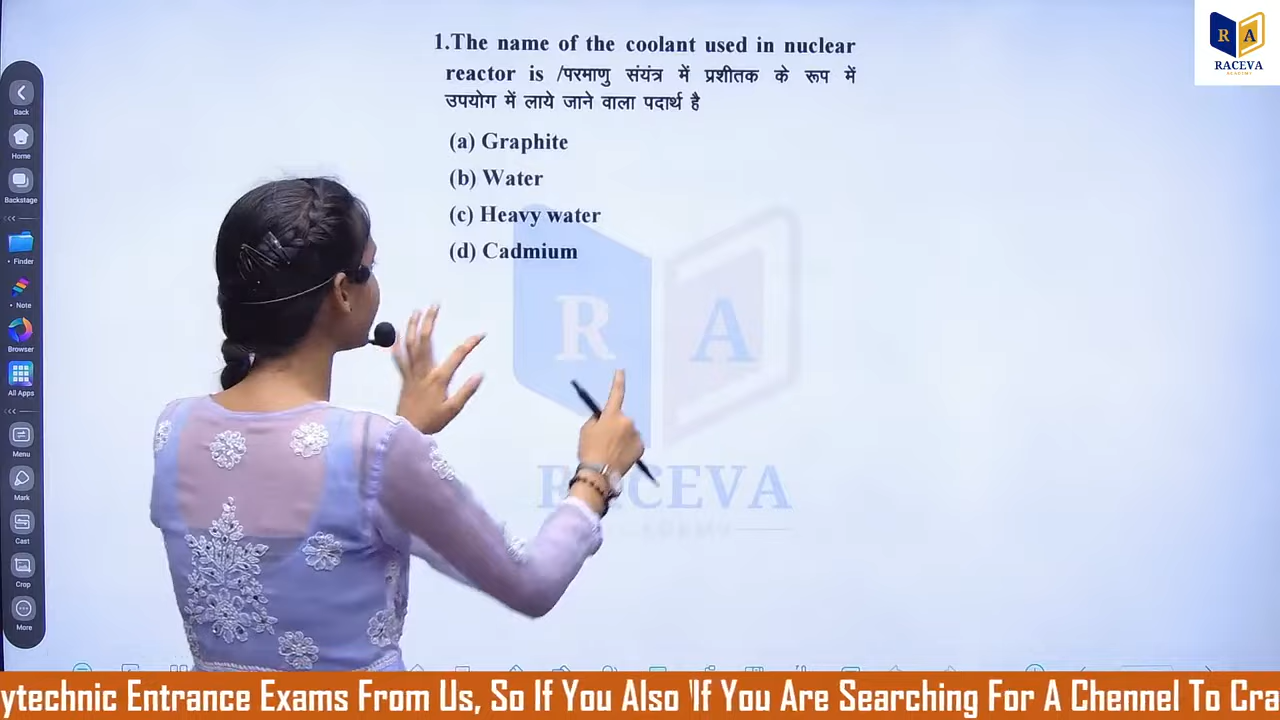 1.The name of the coolant used in nuclear
reactor is /परमाणु संयंत्र में प्रशीतक के रूप में
उपयोग में लाये जाने वाला पदार्थ है
(a) Graphite
(b) Water
(c) Heavy water
(d) Cadmium
R A
RACEVA
ACADEMY
Back
Home
Backstage
Finder
Note
Browser
All Apps
Menu
Mark
Cast
Crop
More
R A
RACEVA
ytechnic Entrance Exams From Us, So If You Also 'If You Are Searching For A Chennel To Cra